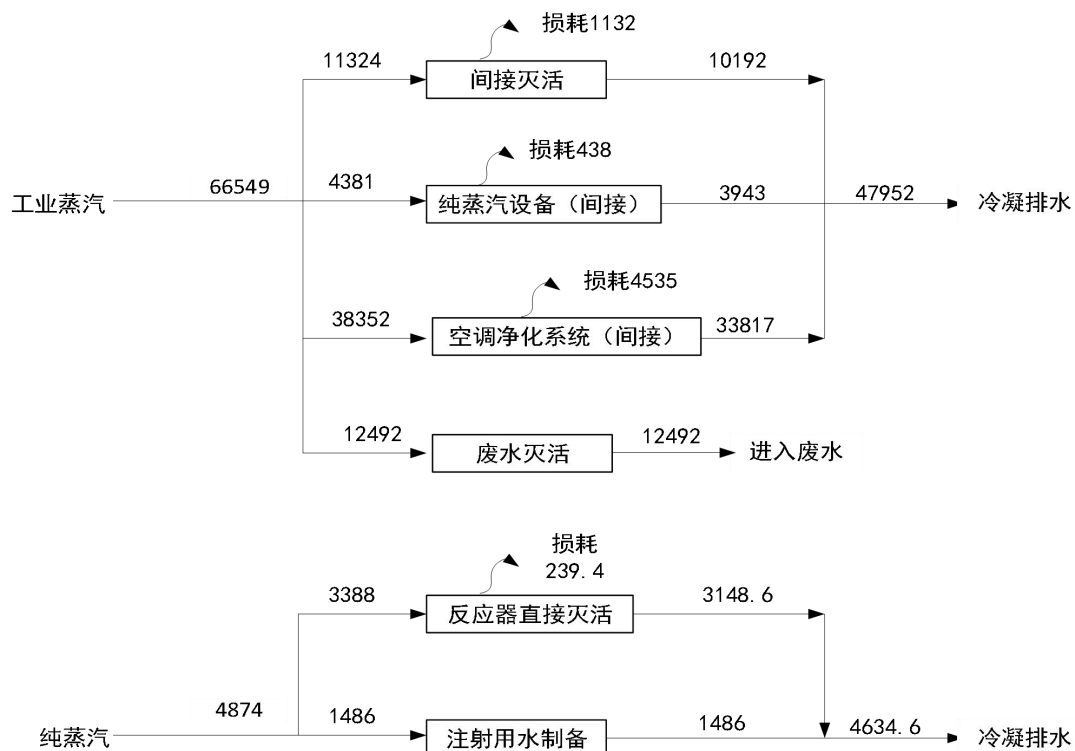 损耗1132
11324
间接灭活
10192
损耗438
工业蒸汽
66549
4381
纯蒸汽设备（间接）
3943
47952
冷凝排水
损耗4535
38352
空调净化系统（间接）
33817
12492
废水灭活
12492
进入废水
损耗
239.4
3388
反应器直接灭活
3148.6
纯蒸汽
4874
1486
注射用水制备
1486
4634.6
冷凝排水